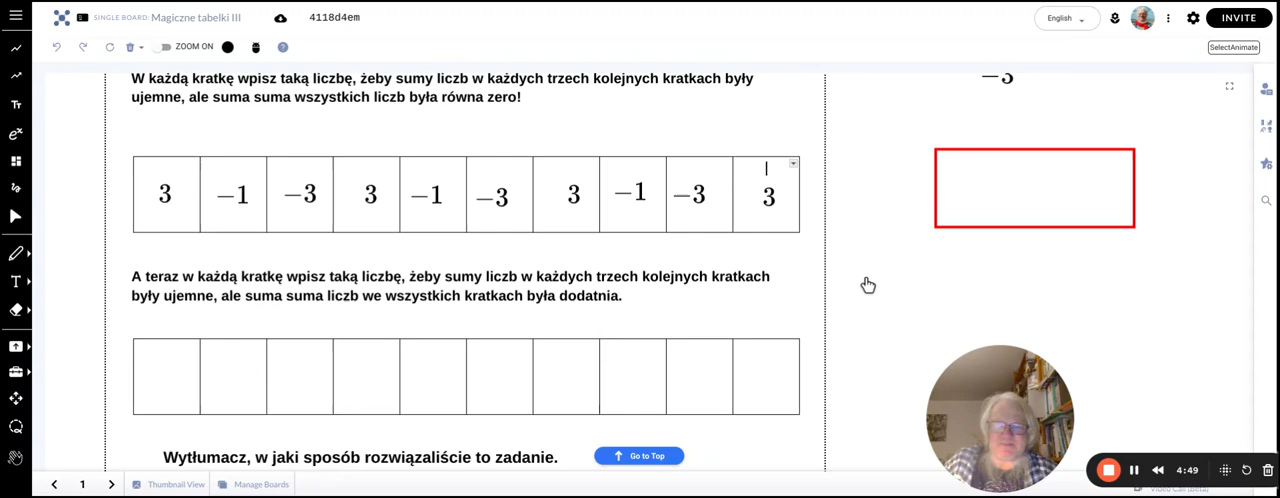 SINGLE BOARD: Magiczne tabelki III
4118d4em
English
INVITE
ZOOM ON
SelectAnimate
W każdą kratkę wpisz taką liczbę, żeby sumy liczb w każdych trzech kolejnych kratkach były
ujemne, ale suma suma wszystkich liczb była równa zero!
−3
3 −1 −3 3 −1 −3 3 −1 −3 3
A teraz w każdą kratkę wpisz taką liczbę, żeby sumy liczb w każdych trzech kolejnych kratkach
były ujemne, ale suma suma liczb we wszystkich kratkach była dodatnia.
Wytłumacz, w jaki sposób rozwiązaliście to zadanie.
Go to Top
1
Thumbnail View
Manage Boards
4:49
Video Call (Beta)